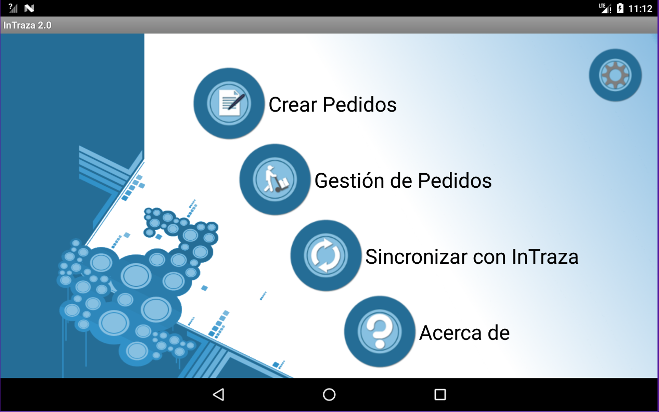 11:12
InTraza 2.0
Crear Pedidos
Gestión de Pedidos
Sincronizar con InTraza
Acerca de